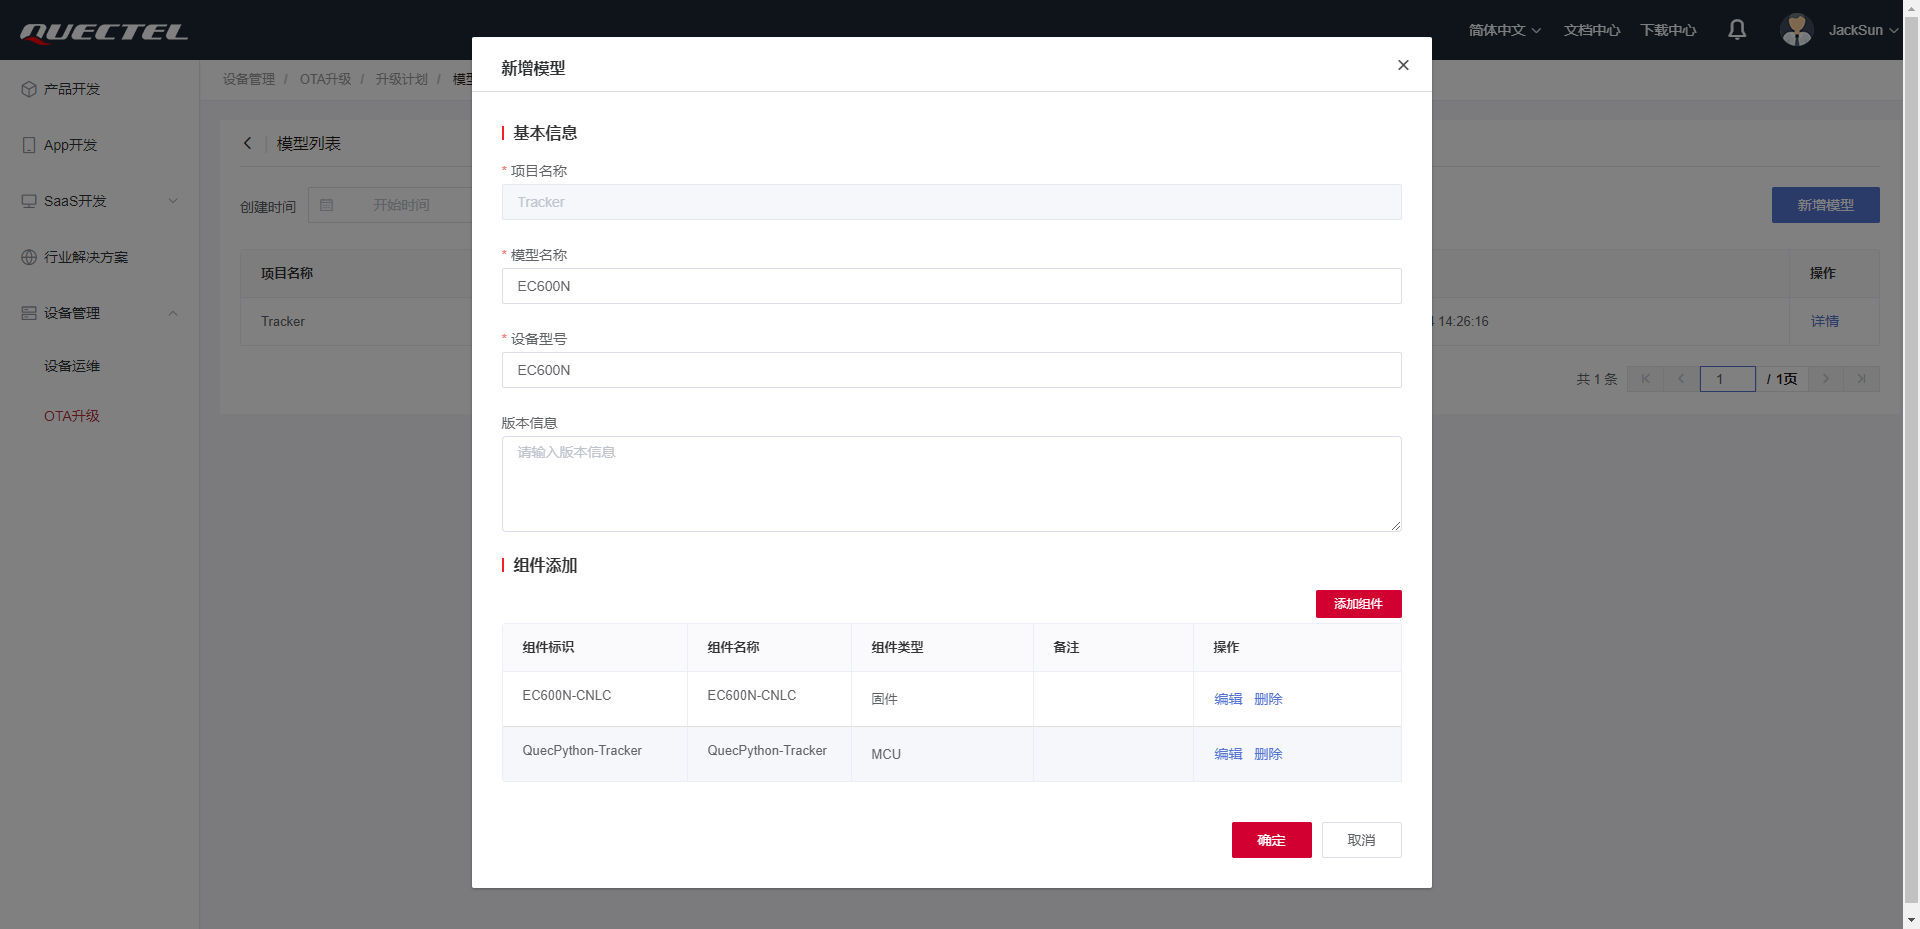 QUECTEL
简体中文
文档中心
下载中心
JackSun
产品开发
App开发
SaaS开发
行业解决方案
设备管理
设备运维
OTA升级
设备管理 / OTA升级 / 升级计划 /
模型列表
创建时间
开始时间
新增模型
项目名称
操作
Tracker
14:26:16
详情
共 1 条
1
/ 1页
新增模型
基本信息
* 项目名称
Tracker
* 模型名称
EC600N
* 设备型号
EC600N
版本信息
请输入版本信息
组件添加
添加组件
组件标识 组件名称 组件类型 备注 操作
EC600N-CNLC EC600N-CNLC 固件 编辑 删除
QuecPython-Tracker QuecPython-Tracker MCU 编辑 删除
确定
取消